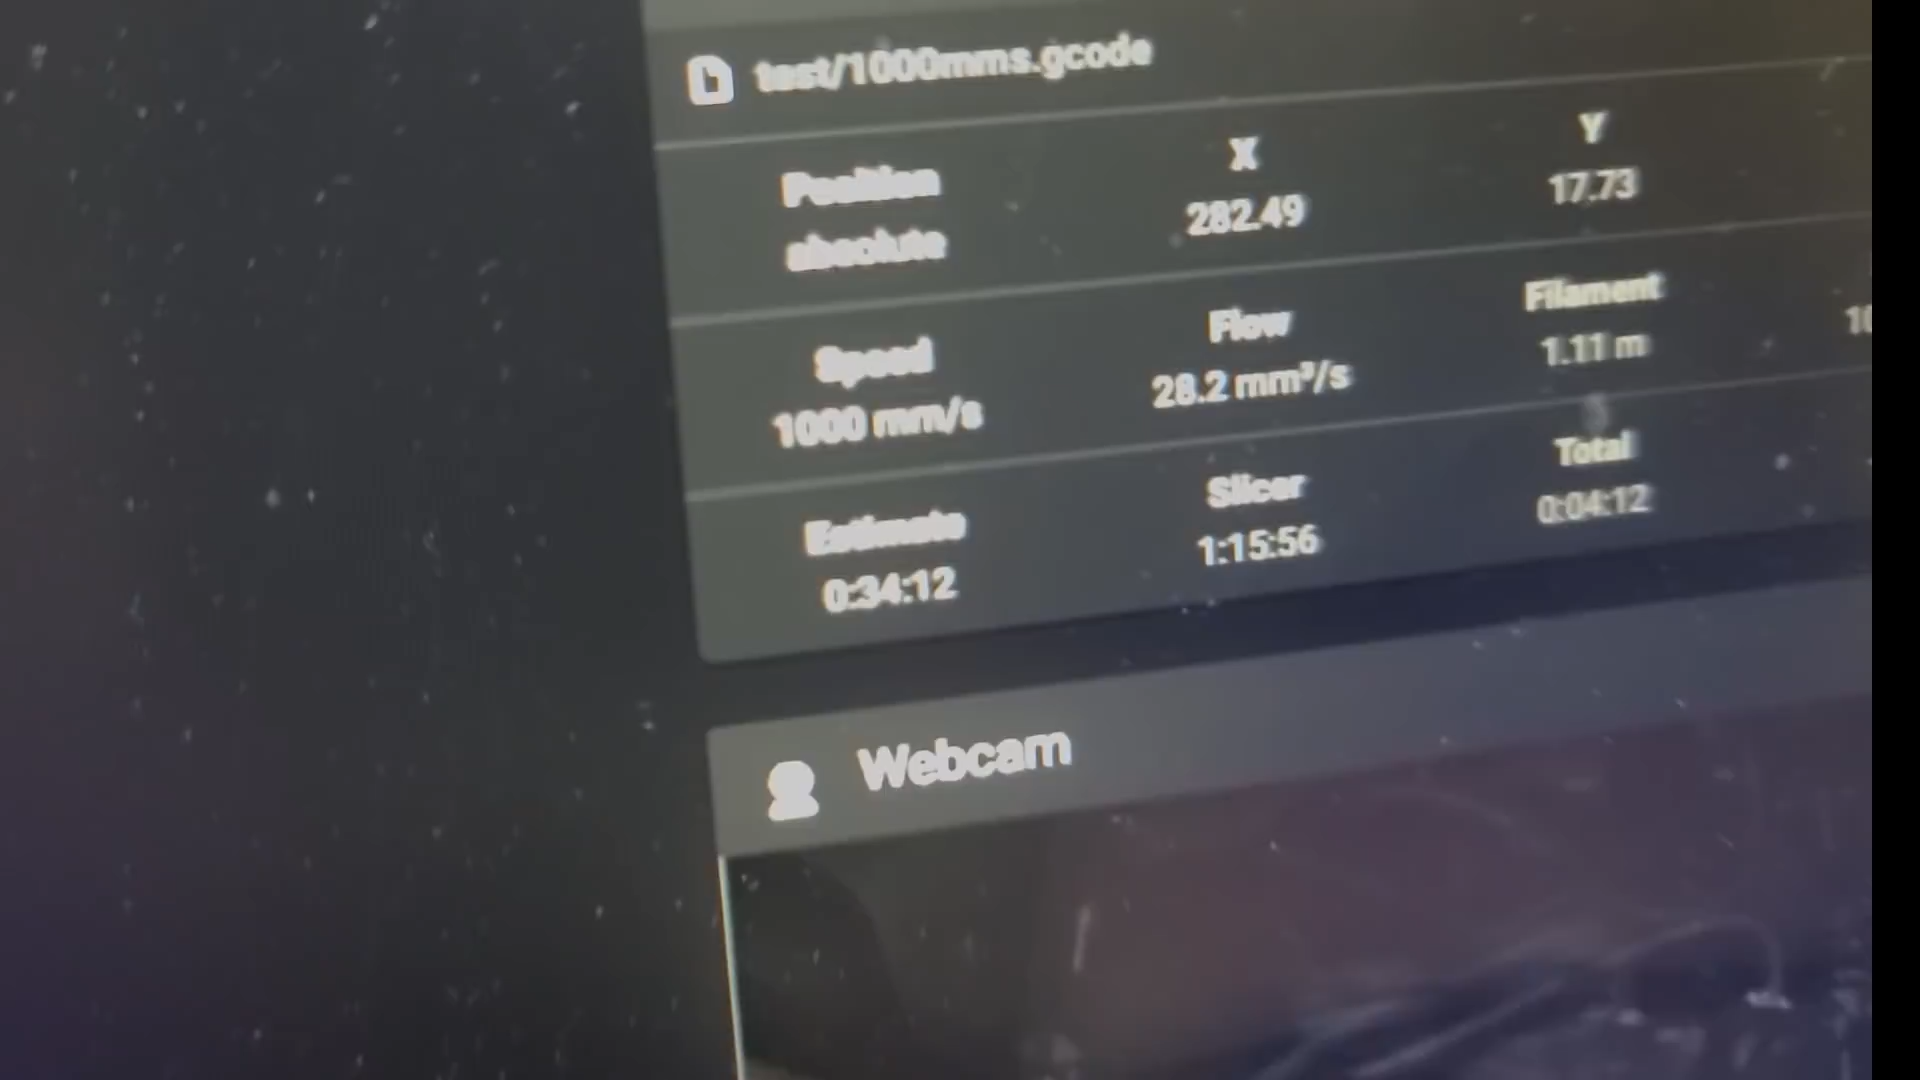 test/1000mms.gcode
Position X Y
absolute 282.49 17.73
Speed Flow Filament
1000 mm/s 28.2 mm³/s 1.11 m
Estimate Slicer Total
0:34:12 1:15:56 0:04:12
Webcam